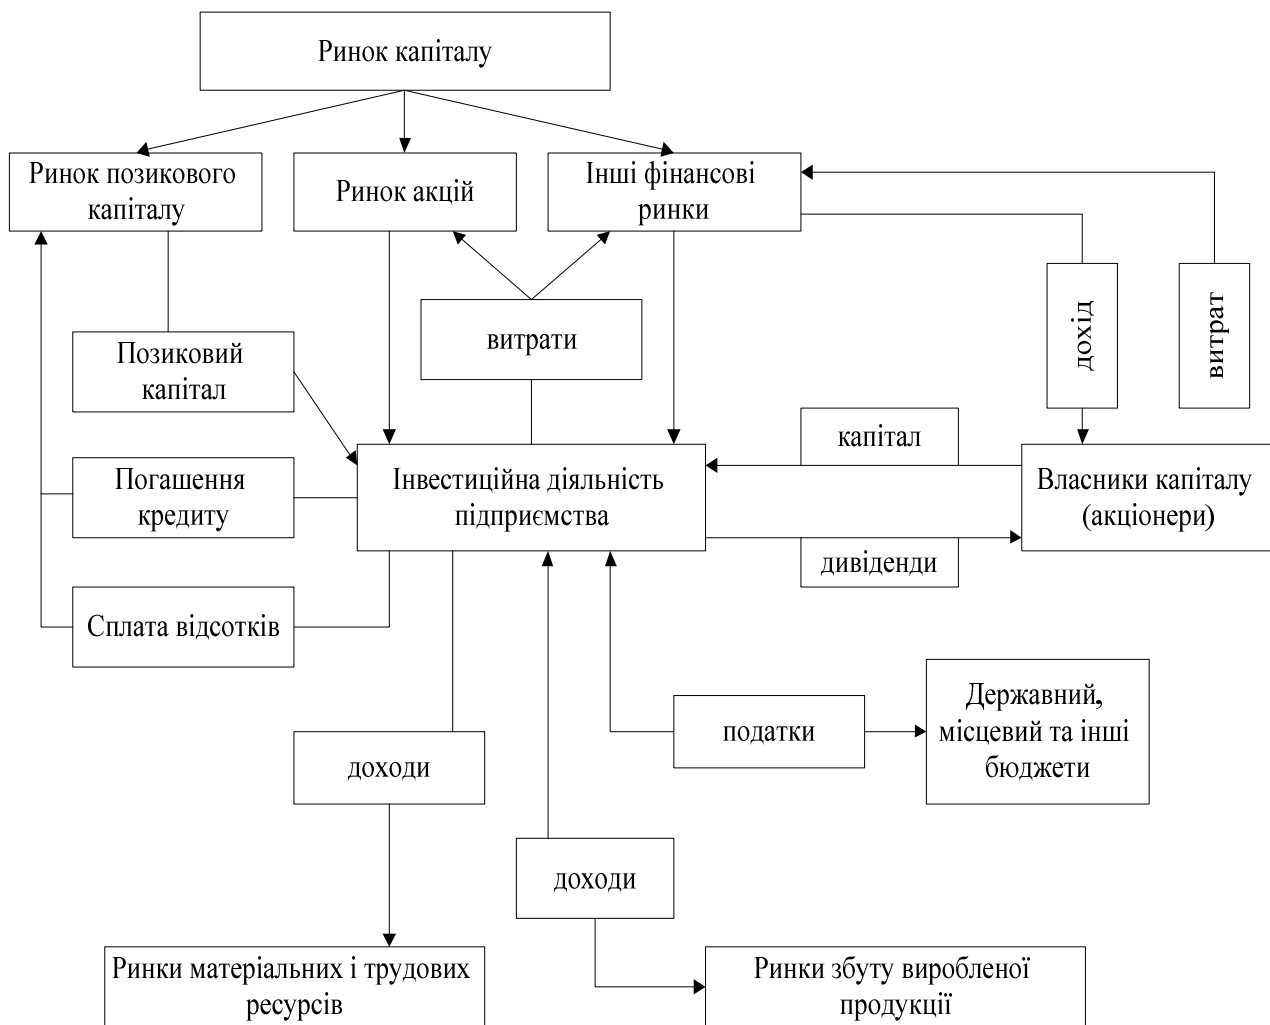 Ринок капіталу
Ринок позикового
капіталу
Ринок акцій
Інші фінансові
ринки
дохід
витрат
витрати
Позиковий
капітал
капітал
Погашення
кредиту
Інвестиційна діяльність
підприємства
Власники капіталу
(акціонери)
дивіденди
Сплата відсотків
Державний,
місцевий та інші
бюджети
податки
доходи
доходи
Ринки матеріальних і трудових
ресурсів
Ринки збуту виробленої
продукції